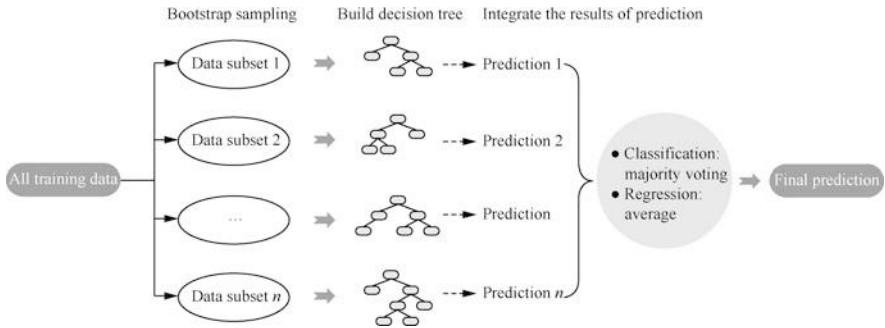 Bootstrap sampling
Build decision tree
Integrate the results of prediction
Data subset 1
Prediction 1
Data subset 2
Prediction 2
All training data
● Classification:
majority voting
● Regression:
average
Final prediction
...
Prediction
Data subset n
Prediction n